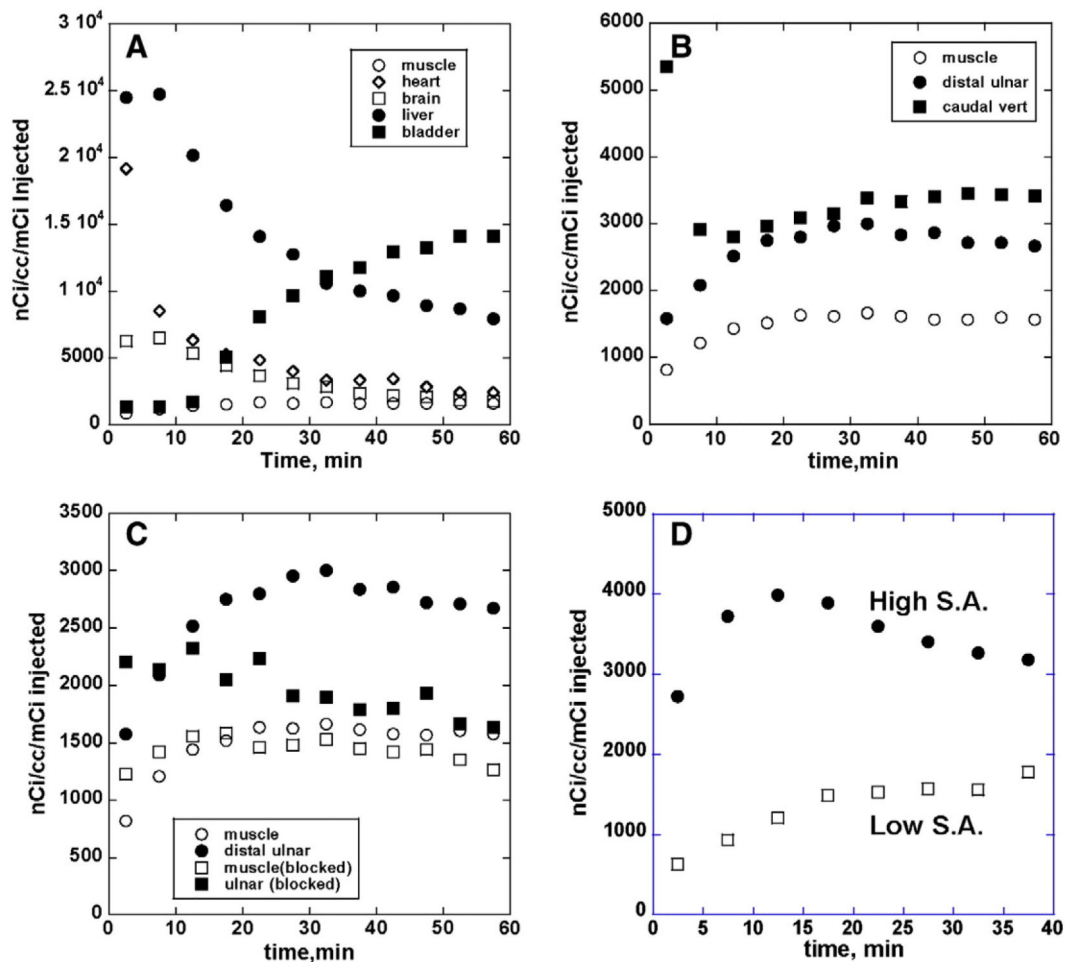 A
3 10⁴
2.5 10⁴
2 10⁴
1.5 10⁴
1 10⁴
5000
0
nCi/cc/mCi Injected
muscle
heart
brain
liver
bladder
0 10 20 30 40 50 60
Time, min
B
6000
5000
4000
3000
2000
1000
0
nCi/cc/mCi injected
muscle
distal ulnar
caudal vert
0 10 20 30 40 50 60
time,min
C
3500
3000
2500
2000
1500
1000
500
0
nCi/cc/mCi injected
muscle
distal ulnar
muscle(blocked)
ulnar (blocked)
0 10 20 30 40 50 60
time,min
D
5000
4000
3000
2000
1000
0
nCi/cc/mCi injected
High S.A.
Low S.A.
0 5 10 15 20 25 30 35 40
time, min